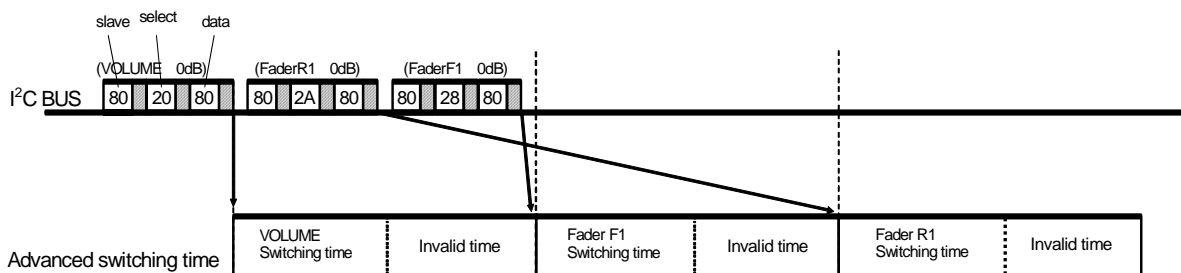 slave select data
(VOLUME 0dB) (FaderR1 0dB) (FaderF1 0dB)
I²C BUS 80 20 80 80 2A 80 80 28 80
VOLUME
Switching time
Invalid time
Fader F1
Switching time
Invalid time
Fader R1
Switching time
Invalid time
Advanced switching time